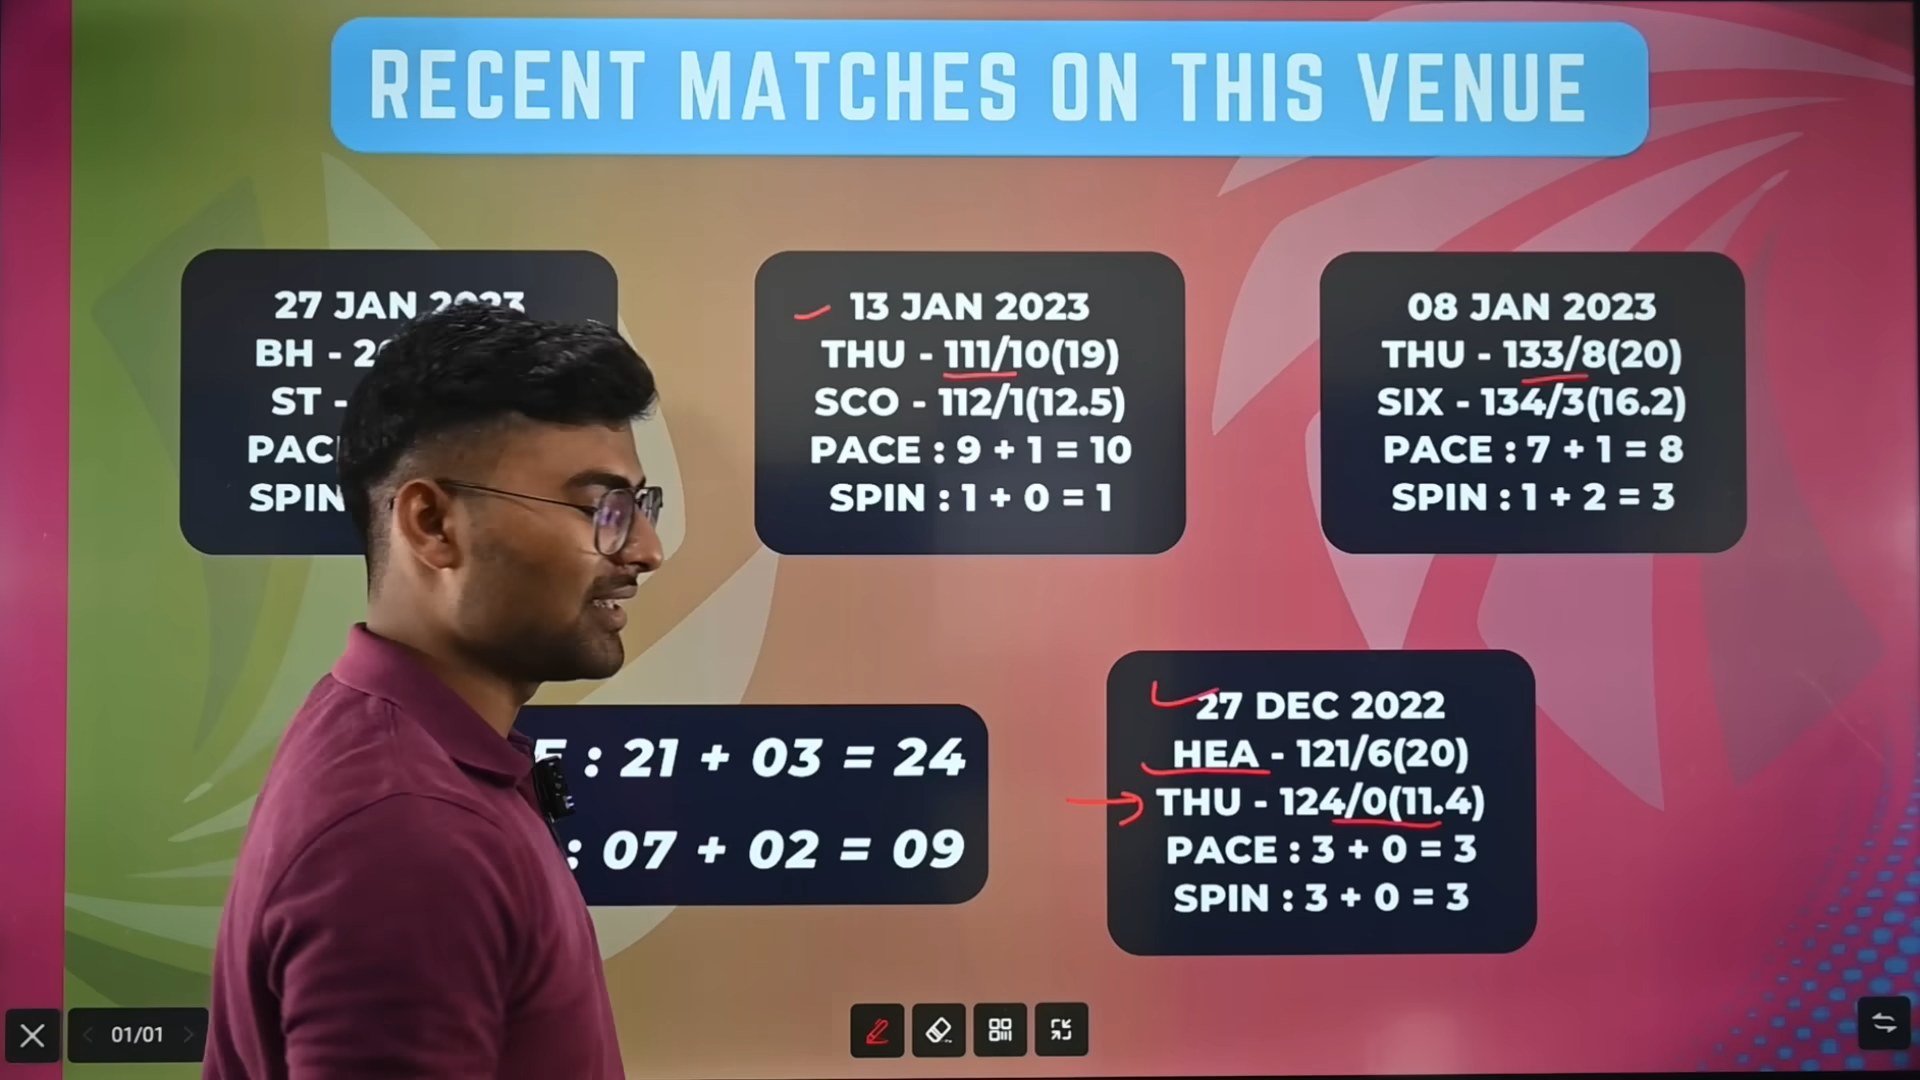 RECENT MATCHES ON THIS VENUE
27 JAN 2023
BH -
ST -
SPIN
13 JAN 2023
THU - 111/10(19)
SCO - 112/1(12.5)
PACE : 9 + 1 = 10
SPIN : 1 + 0 = 1
08 JAN 2023
THU - 133/8(20)
SIX - 134/3(16.2)
PACE : 7 + 1 = 8
SPIN : 1 + 2 = 3
: 21 + 03 = 24
: 07 + 02 = 09
27 DEC 2022
HEA - 121/6(20)
THU - 124/0(11.4)
PACE : 3 + 0 = 3
SPIN : 3 + 0 = 3
01/01